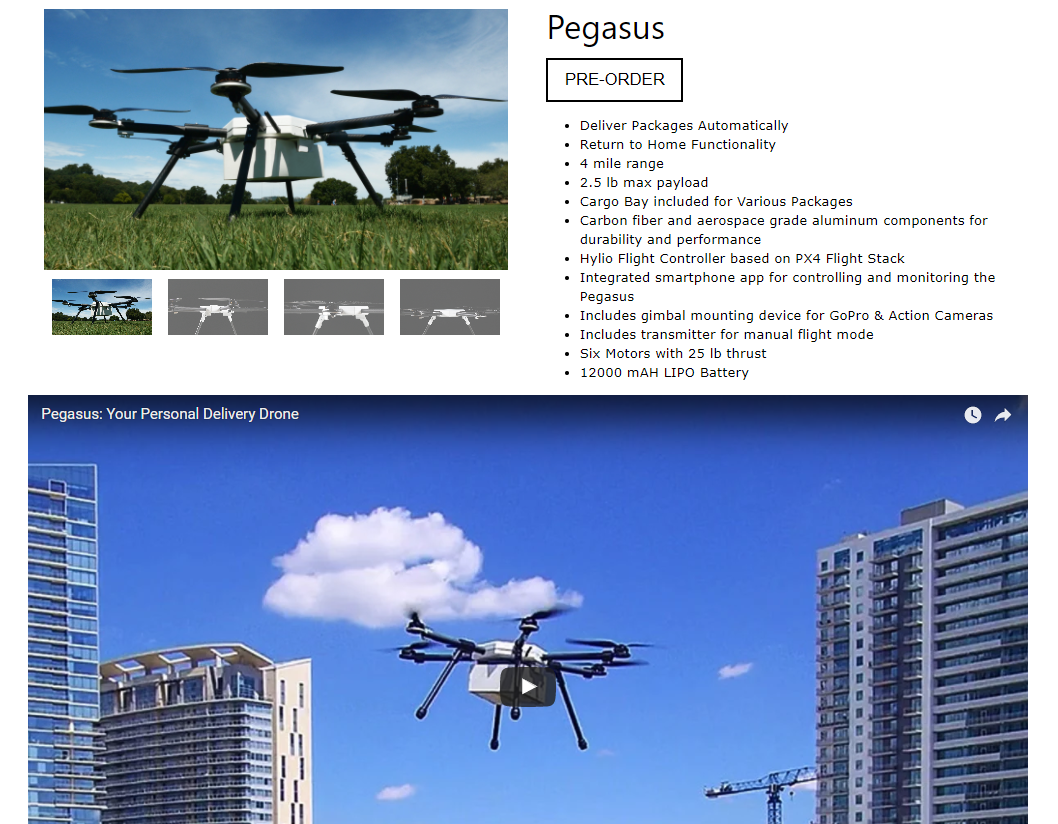 Pegasus
PRE-ORDER
Deliver Packages Automatically
Return to Home Functionality
4 mile range
2.5 lb max payload
Cargo Bay included for Various Packages
Carbon fiber and aerospace grade aluminum components for
durability and performance
Hylio Flight Controller based on PX4 Flight Stack
Integrated smartphone app for controlling and monitoring the
Pegasus
Includes gimbal mounting device for GoPro & Action Cameras
Includes transmitter for manual flight mode
Six Motors with 25 lb thrust
12000 mAH LIPO Battery
Pegasus: Your Personal Delivery Drone